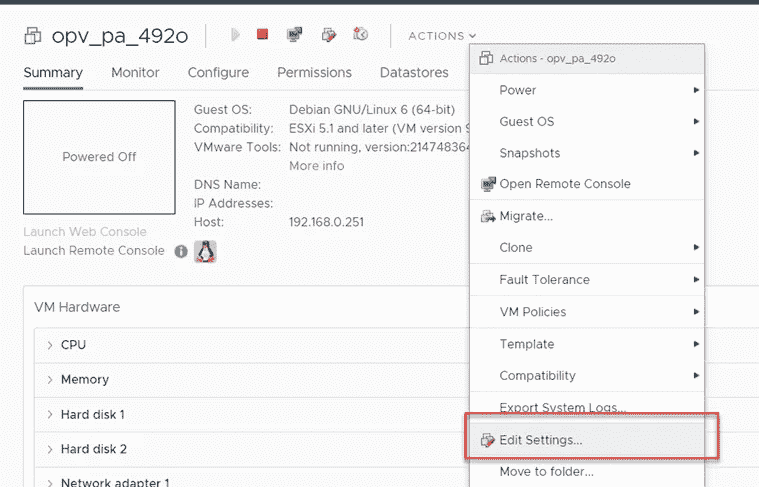 opv_pa_492o
ACTIONS
Summary Monitor Configure Permissions Datastores
Powered Off
Guest OS: Debian GNU/Linux 6 (64-bit)
Compatibility: ESXi 5.1 and later (VM version 9
VMware Tools: Not running, version:214748364
More info
DNS Name:
IP Addresses:
Host: 192.168.0.251
Launch Web Console
Launch Remote Console
VM Hardware
CPU
Memory
Hard disk 1
Hard disk 2
Network adapter 1
Actions - opv_pa_492o
Power
Guest OS
Snapshots
Open Remote Console
Migrate...
Clone
Fault Tolerance
VM Policies
Template
Compatibility
Export System Logs...
Edit Settings...
Move to folder...